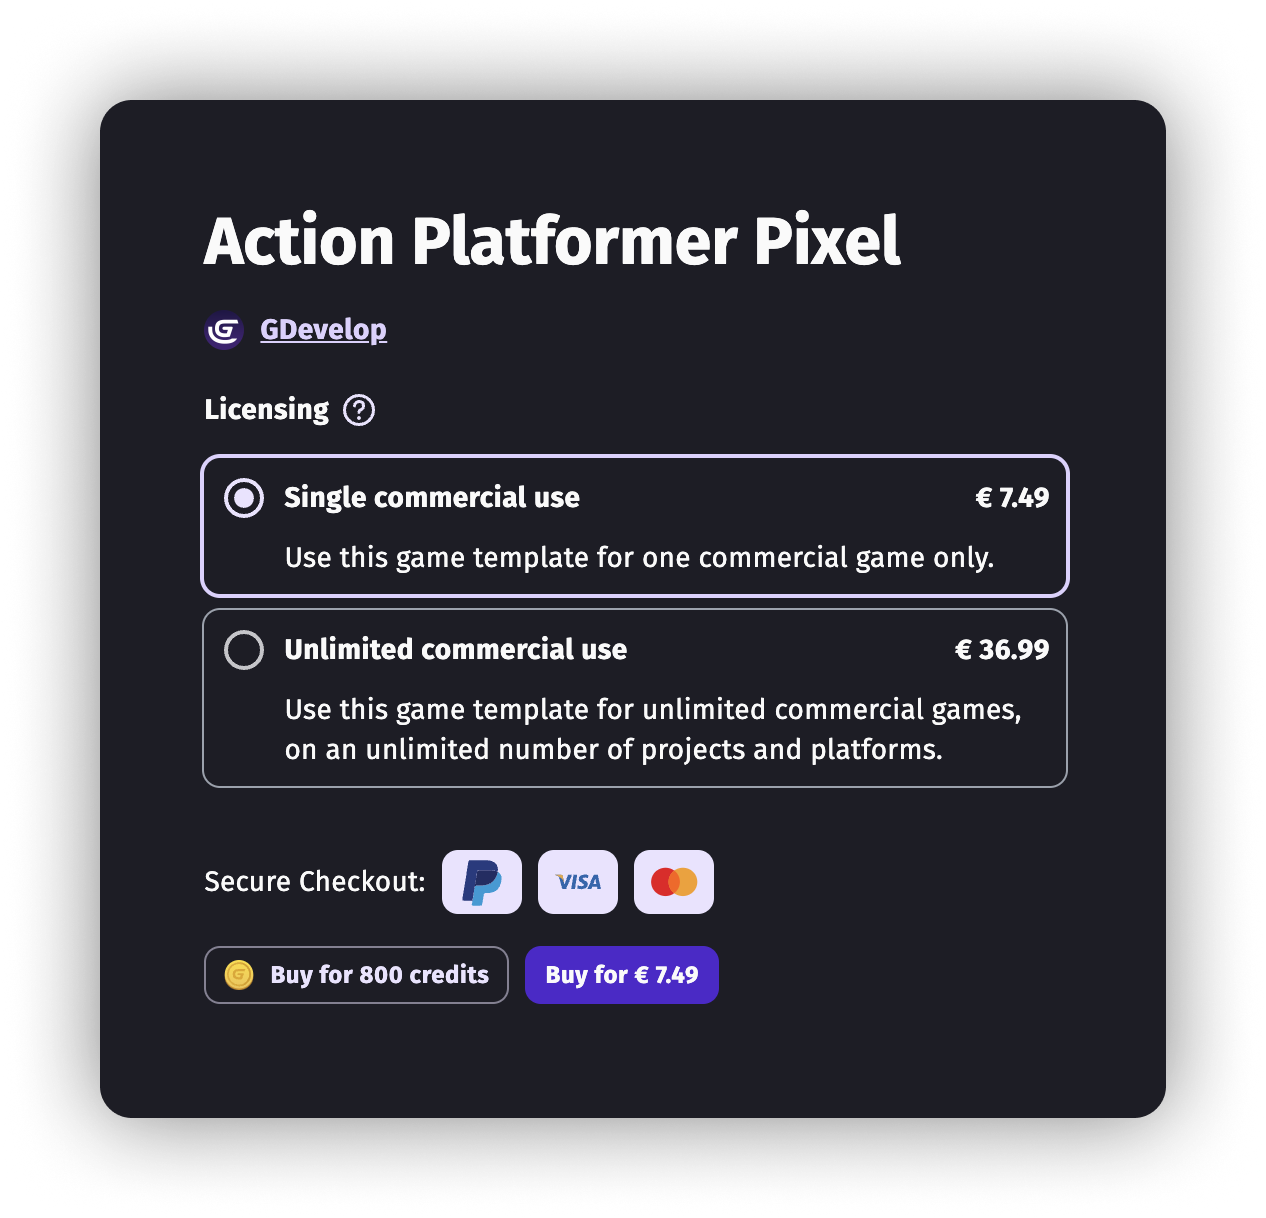 Action Platformer Pixel
GDevelop
Licensing
Single commercial use € 7.49
Use this game template for one commercial game only.
Unlimited commercial use € 36.99
Use this game template for unlimited commercial games,
on an unlimited number of projects and platforms.
Secure Checkout: VISA
Buy for 800 credits Buy for € 7.49